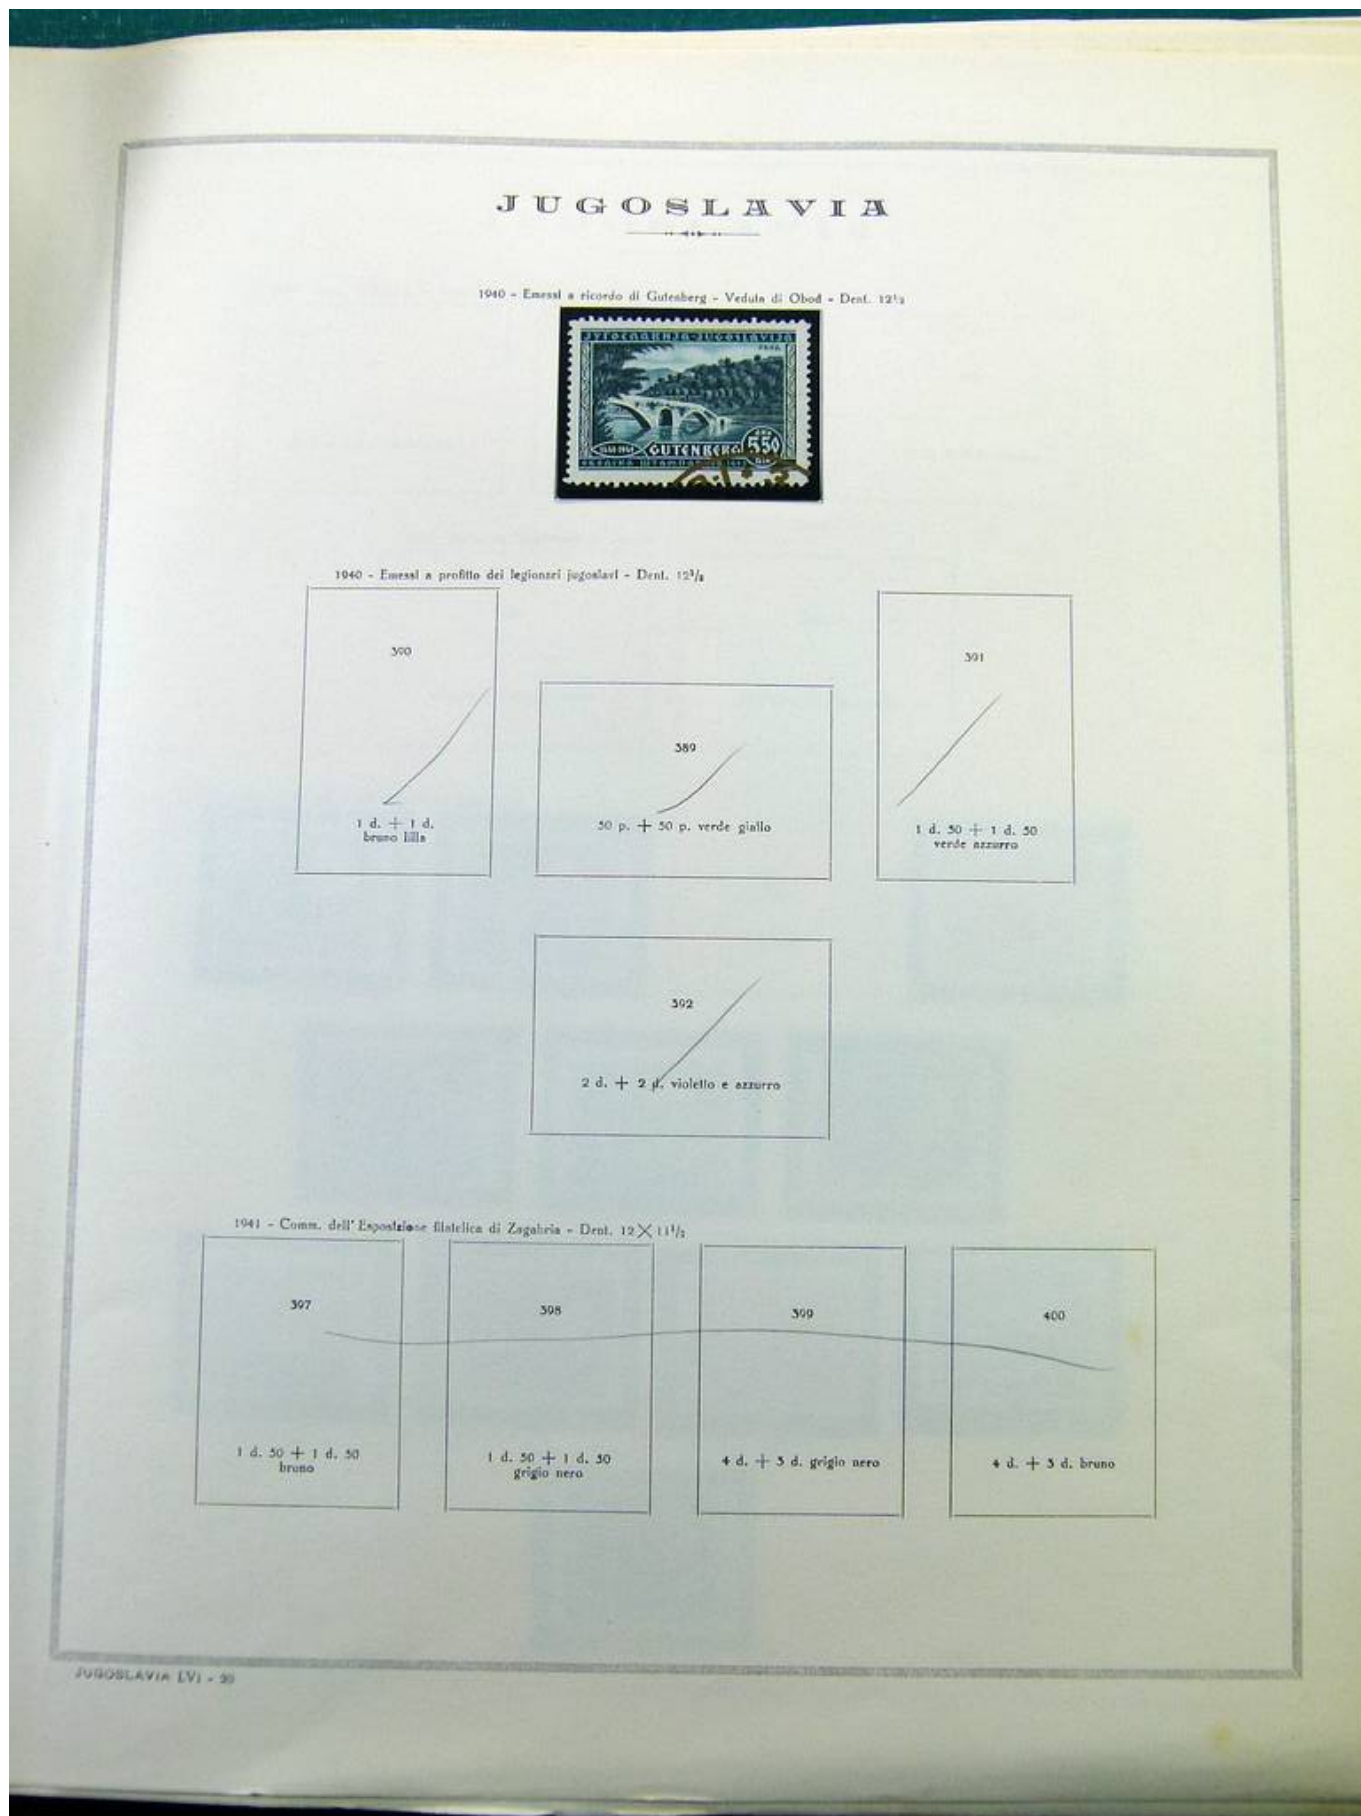 JUGOSLAVIA
1940 - Emessi a ricordo di Gutenberg - Veduta di Obod - Dent. 12½
ЈУГОСЛАВИЈА-JUGOSLAVIJA
GUTENBERG 5.50
1940 - Emessi a profitto dei legionari jugoslavi - Dent. 12½
390
1 d. + 1 d.
bruno lilla
389
50 p. + 50 p. verde giallo
391
1 d. 50 + 1 d. 50
verde azzurro
392
2 d. + 2 d. violetto e azzurro
1941 - Comm. dell'Esposizione filatelica di Zagabria - Dent. 12 X 11½
397
1 d. 50 + 1 d. 50
bruno
398
1 d. 50 + 1 d. 50
grigio nero
399
4 d. + 3 d. grigio nero
400
4 d. + 3 d. bruno
JUGOSLAVIA LVI - 20